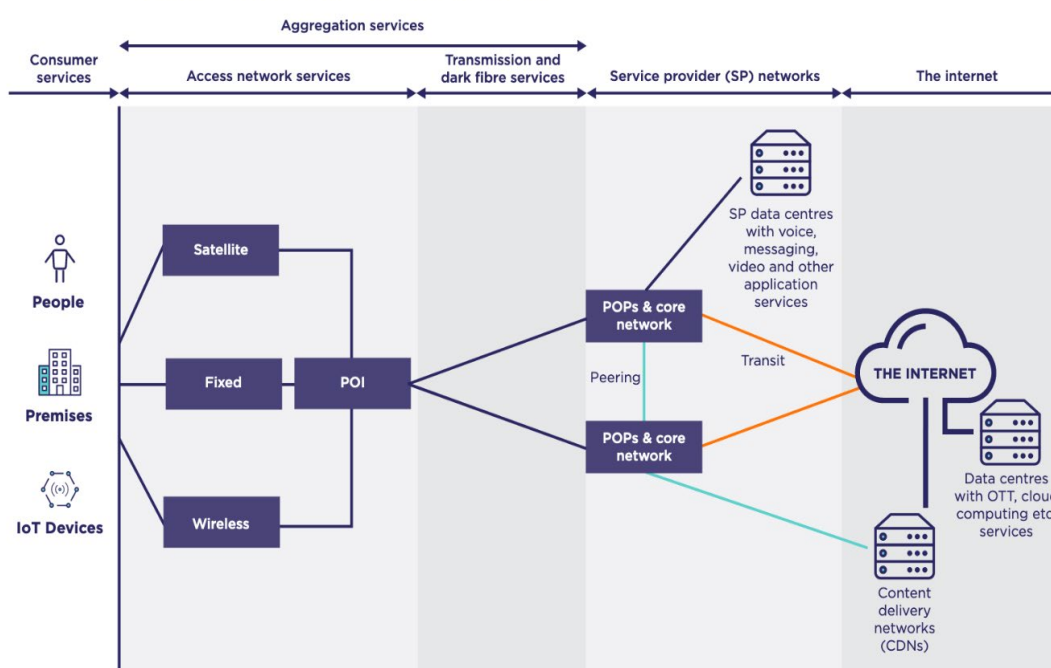 Aggregation services
Consumer
services
Access network services
Transmission and
dark fibre services
Service provider (SP) networks
The internet
People
Premises
IoT Devices
Satellite
Fixed
Wireless
POI
POPs & core
network
Peering
POPs & core
network
SP data centres
with voice,
messaging,
video and other
application
services
Transit
THE INTERNET
Data centres
with OTT, cloud
computing etc
services
Content
delivery
networks
(CDNs)